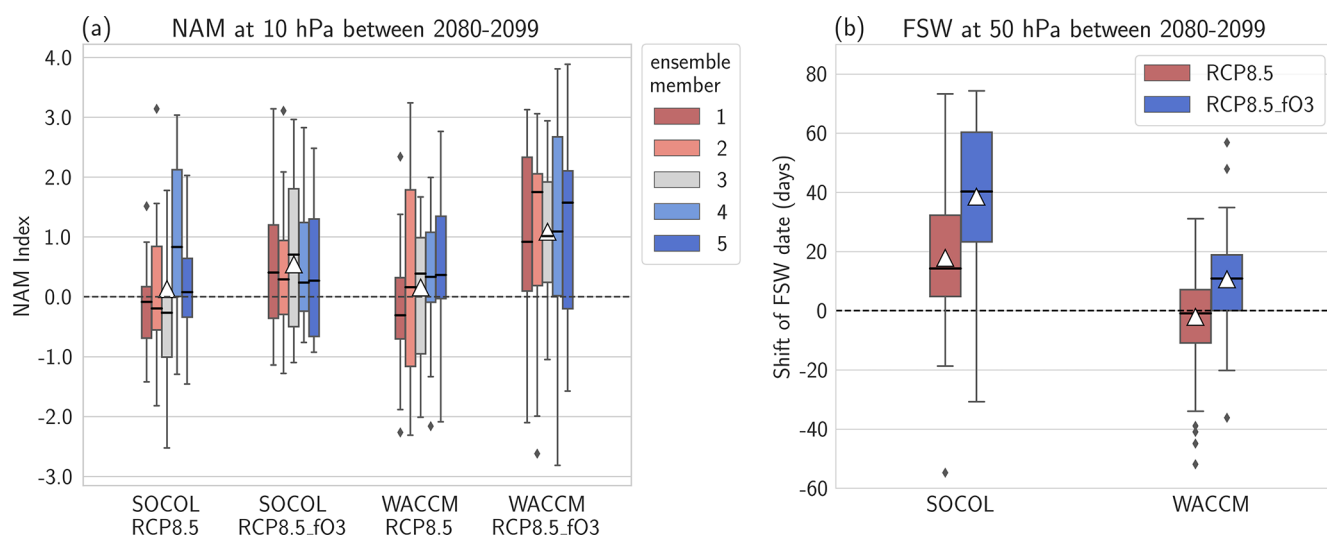 (a) NAM at 10 hPa between 2080-2099
NAM Index
4.0
3.0
2.0
1.0
0.0
-1.0
-2.0
-3.0
SOCOL
RCP8.5
SOCOL
RCP8.5_fO3
WACCM
RCP8.5
WACCM
RCP8.5_fO3
ensemble
member
1
2
3
4
5
(b) FSW at 50 hPa between 2080-2099
Shift of FSW date (days)
80
60
40
20
0
-20
-40
-60
SOCOL
WACCM
RCP8.5
RCP8.5_fO3